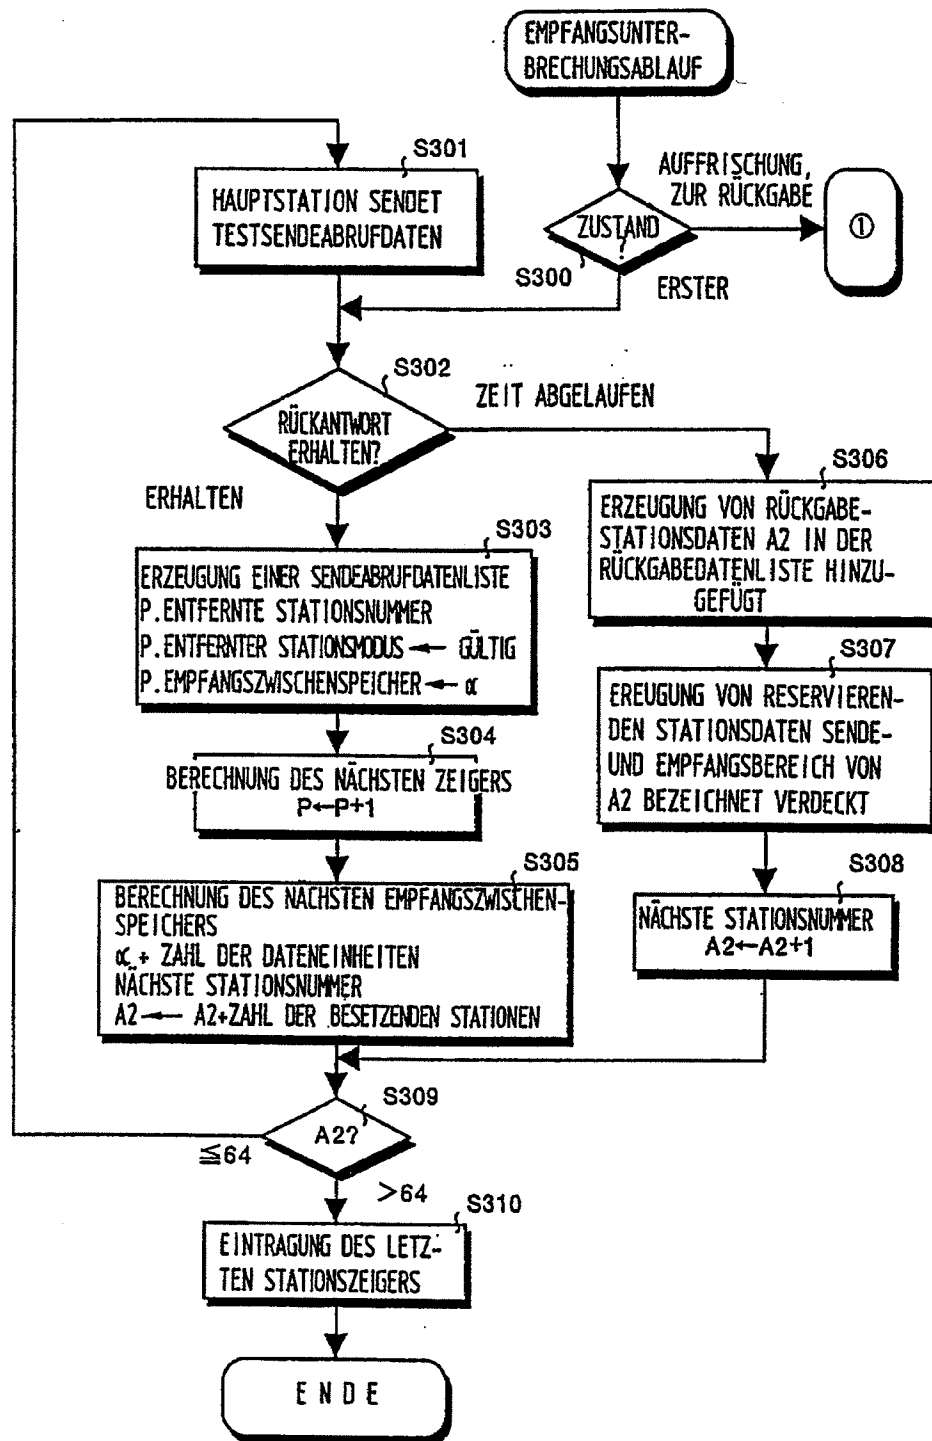 EMPFANGSUNTER-
BRECHUNGSABLAUF
S301
HAUPTSTATION SENDET
TESTSENDEABRUFDATEN
AUFFRISCHUNG,
ZUR RÜCKGABE
①
ZUSTAND
?
S300
ERSTER
S302
ZEIT ABGELAUFEN
RÜCKANTWORT
ERHALTEN?
ERHALTEN
S306
ERZEUGUNG VON RÜCKGABE-
STATIONSDATEN A2 IN DER
RÜCKGABEDATENLISTE HINZU-
GEFÜGT
S303
ERZEUGUNG EINER SENDEABRUFDATENLISTE
P.ENTFERNTE STATIONSNUMMER
P.ENTFERNTER STATIONSMODUS ← GÜLTIG
P.EMPFANGSZWISCHENSPEICHER ← α
S307
EREUGUNG VON RESERVIEREN-
DEN STATIONSDATEN SENDE-
UND EMPFANGSBEREICH VON
A2 BEZEICHNET VERDECKT
S304
BERECHNUNG DES NÄCHSTEN ZEIGERS
P←P+1
S305
BERECHNUNG DES NÄCHSTEN EMPFANGSZWISCHEN-
SPEICHERS
α + ZAHL DER DATENEINHEITEN
NÄCHSTE STATIONSNUMMER
A2 ← A2+ZAHL DER BESETZENDEN STATIONEN
S308
NÄCHSTE STATIONSNUMMER
A2←A2+1
S309
A2?
≦64
>64
S310
EINTRAGUNG DES LETZ-
TEN STATIONSZEIGERS
ENDE